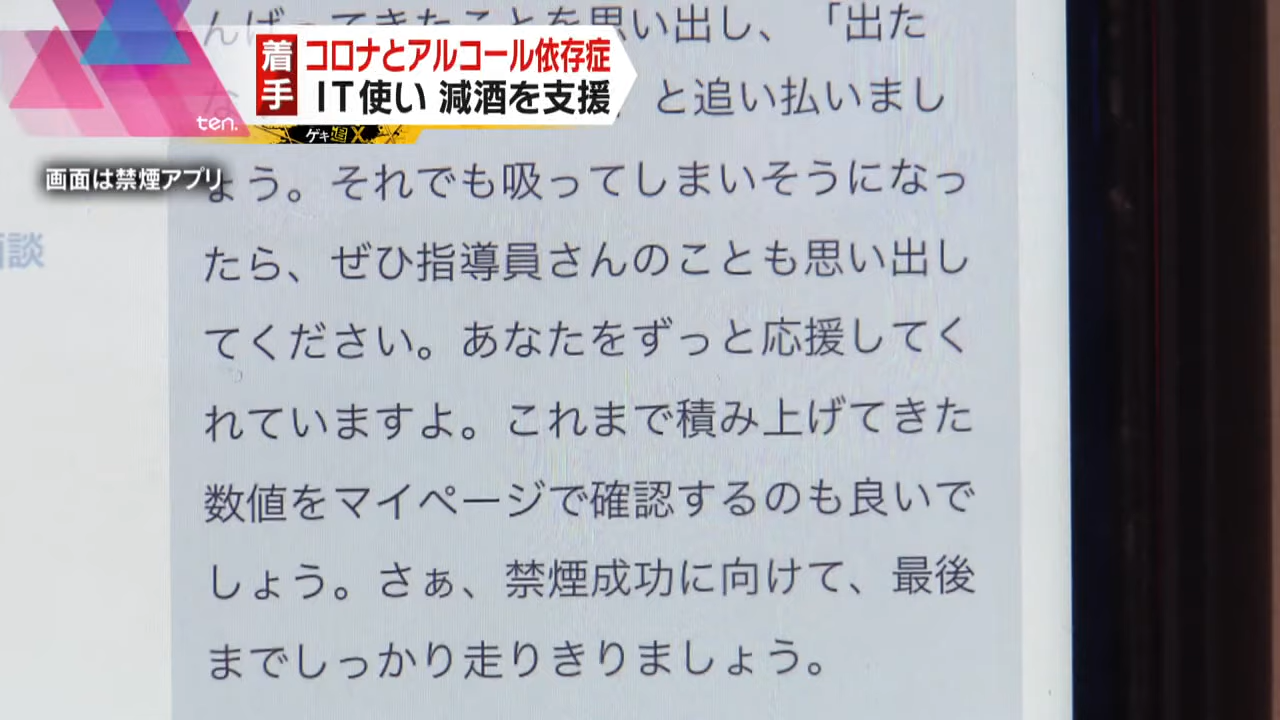 んばってきたことを思い出し、「出た
着手
コロナとアルコール依存症
IT使い 減酒を支援
と追い払いまし
ten.
ゲキ追X
画面は禁煙アプリ
ょう。それでも吸ってしまいそうになっ
たら、ぜひ指導員さんのことも思い出し
てください。あなたをずっと応援してく
れていますよ。これまで積み上げてきた
数値をマイページで確認するのも良いで
しょう。さぁ、禁煙成功に向けて、最後
までしっかり走りきりましょう。
談